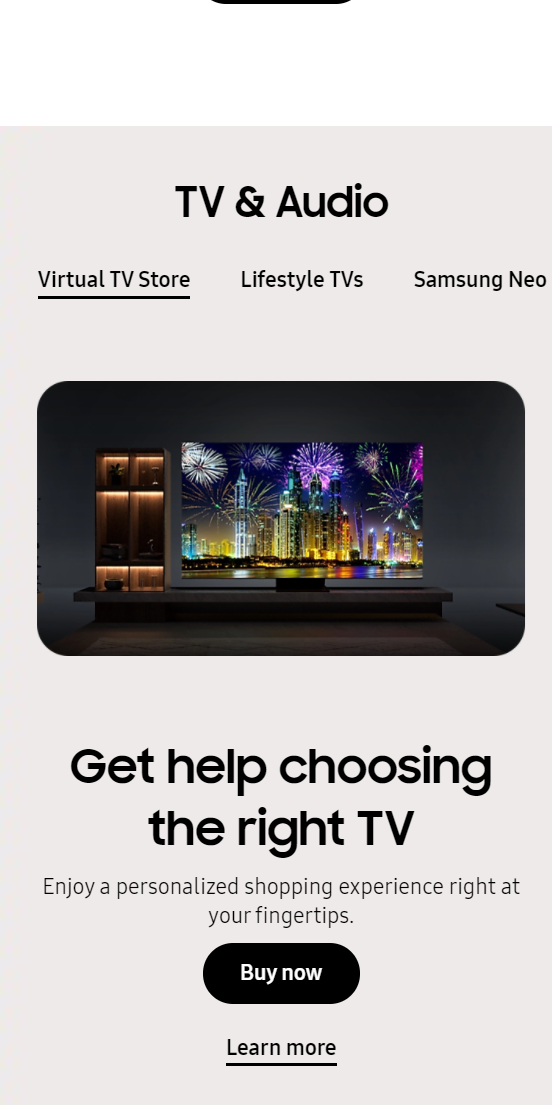 TV & Audio
Virtual TV Store Lifestyle TVs Samsung Neo
Get help choosing
the right TV
Enjoy a personalized shopping experience right at
your fingertips.
Buy now
Learn more